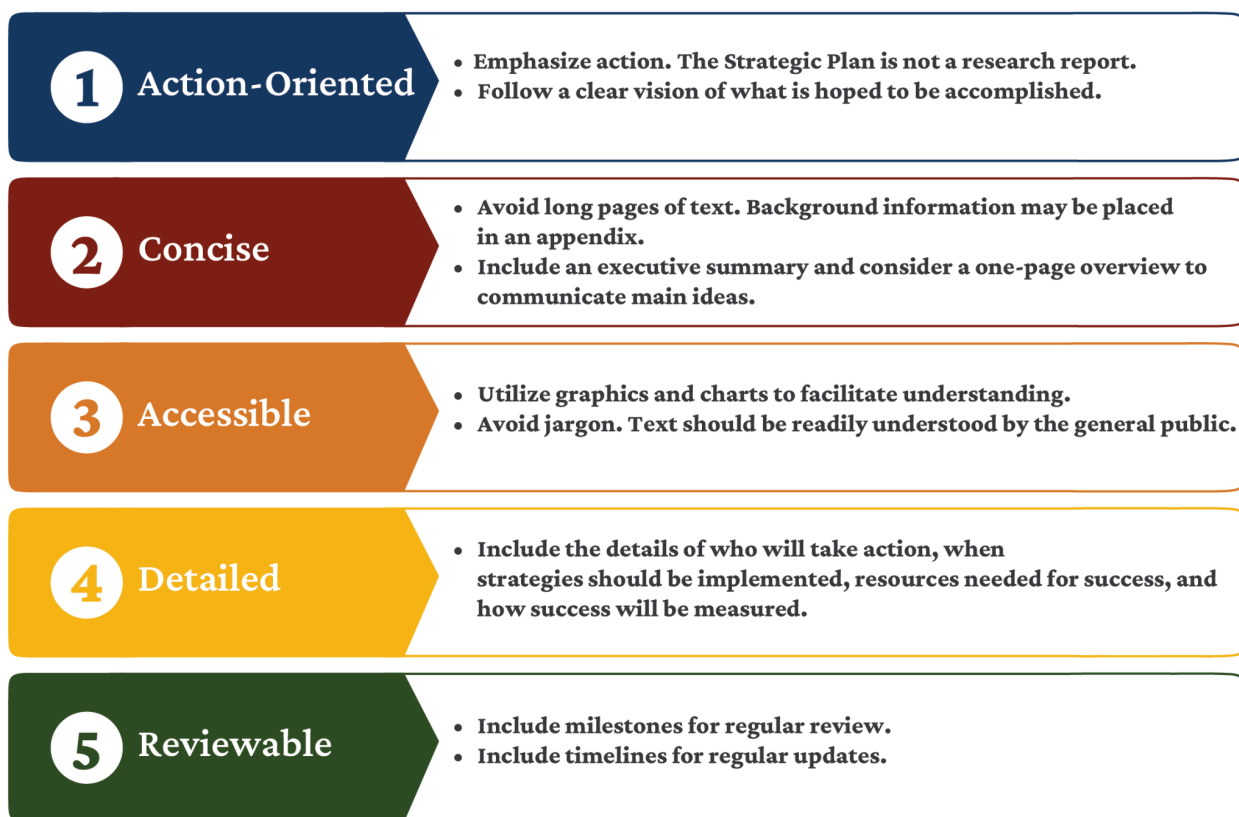 1 Action-Oriented
• Emphasize action. The Strategic Plan is not a research report.
• Follow a clear vision of what is hoped to be accomplished.
2 Concise
• Avoid long pages of text. Background information may be placed
in an appendix.
• Include an executive summary and consider a one-page overview to
communicate main ideas.
3 Accessible
• Utilize graphics and charts to facilitate understanding.
• Avoid jargon. Text should be readily understood by the general public.
4 Detailed
• Include the details of who will take action, when
strategies should be implemented, resources needed for success, and
how success will be measured.
5 Reviewable
• Include milestones for regular review.
• Include timelines for regular updates.